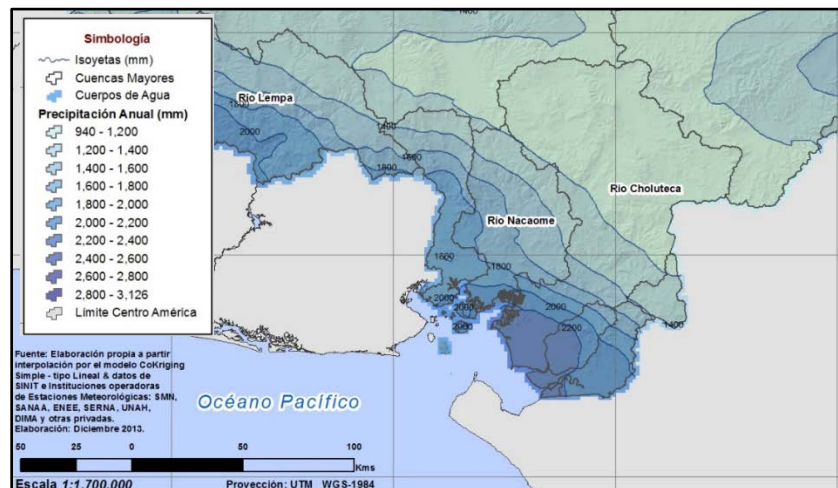 Simbología
Isoyetas (mm)
Cuencas Mayores
Cuerpos de Agua
Precipitación Anual (mm)
940 - 1,200
1,200 - 1,400
1,400 - 1,600
1,600 - 1,800
1,800 - 2,000
2,000 - 2,200
2,200 - 2,400
2,400 - 2,600
2,600 - 2,800
2,800 - 3,126
Límite Centro América
Fuente: Elaboración propia a partir
interpolación por el modelo CoKriging
Simple - tipo Lineal & datos de
SINIT e Instituciones operadoras
de Estaciones Meteorológicas: SMN,
SANAA, ENEE, SERNA, UNAH,
DIMA y otras privadas.
Elaboración: Diciembre 2013.
50 25 0 50 100
Kms
Escala 1:1,700,000 Proyección: UTM WGS-1984
1400
Río Lempa
2000
1400
1800
Río Choluteca
Río Nacaome
1800
1800
2000
2000
2000
2200
1400
Océano Pacífico